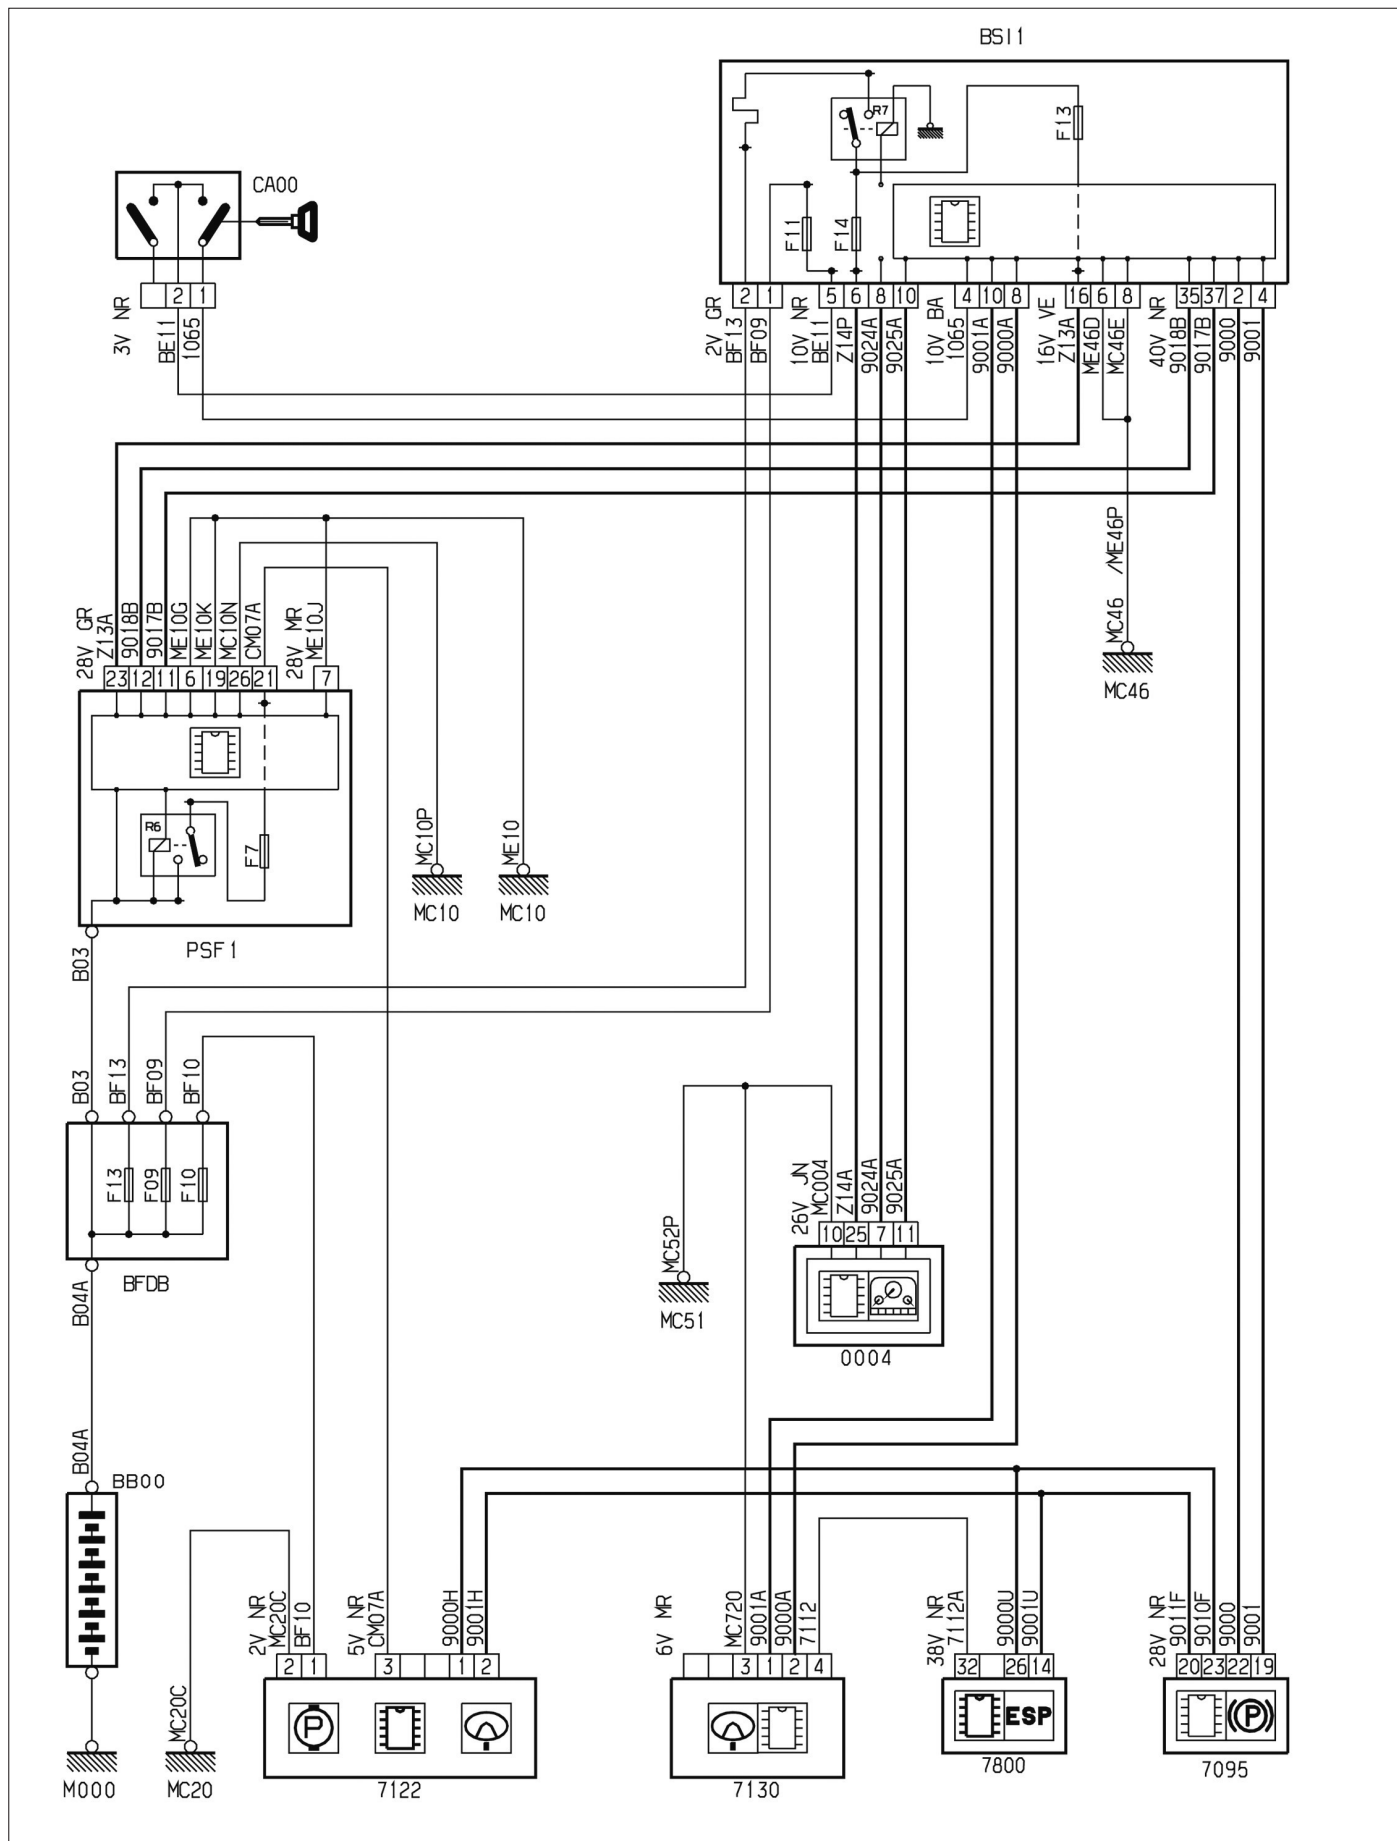 BSI1
R7
F13
CA00
F11
F14
2
1
2
1
5
6
8
10
4
10
8
16
6
8
35
37
2
4
3V NR
BE11
1065
2V GR
BF13
BF09
10V NR
BE11
Z14P
9024A
9025A
10V BA
1065
9001A
9000A
16V VE
Z13A
ME46D
MC46E
40V NR
9018B
9017B
9000
9001
MC46 /ME46P
MC46
28V GR
Z13A
9018B
9017B
ME10G
ME10K
MC10N
CM07A
28V MR
ME10J
23
12
11
6
19
26
21
7
R6
F7
MC10P
ME10
MC10
MC10
PSF1
B03
B03
BF13
BF09
BF10
F13
F09
F10
BFDB
B04A
MC52P
MC51
26V JN
MC004
Z14A
9024A
9025A
10
25
7
11
0004
B04A
BB00
M000
MC20C
MC20
2V NR
MC20C
BF10
5V NR
CM07A
9000H
9001H
2
1
3
1
2
P
7122
6V MR
MC720
9001A
9000A
7112
3
1
2
4
7130
38V NR
7112A
9000U
9001U
32
26
14
ESP
7800
28V NR
9011F
9010F
9000
9001
20
23
22
19
P
7095